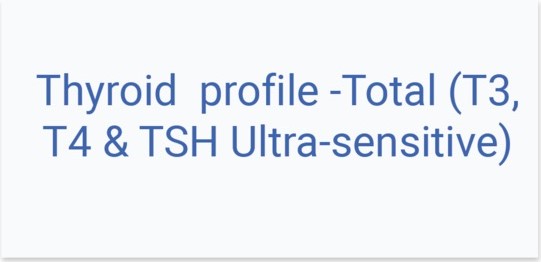 Thyroid  profile -Total (T3,
T4 & TSH Ultra-sensitive)